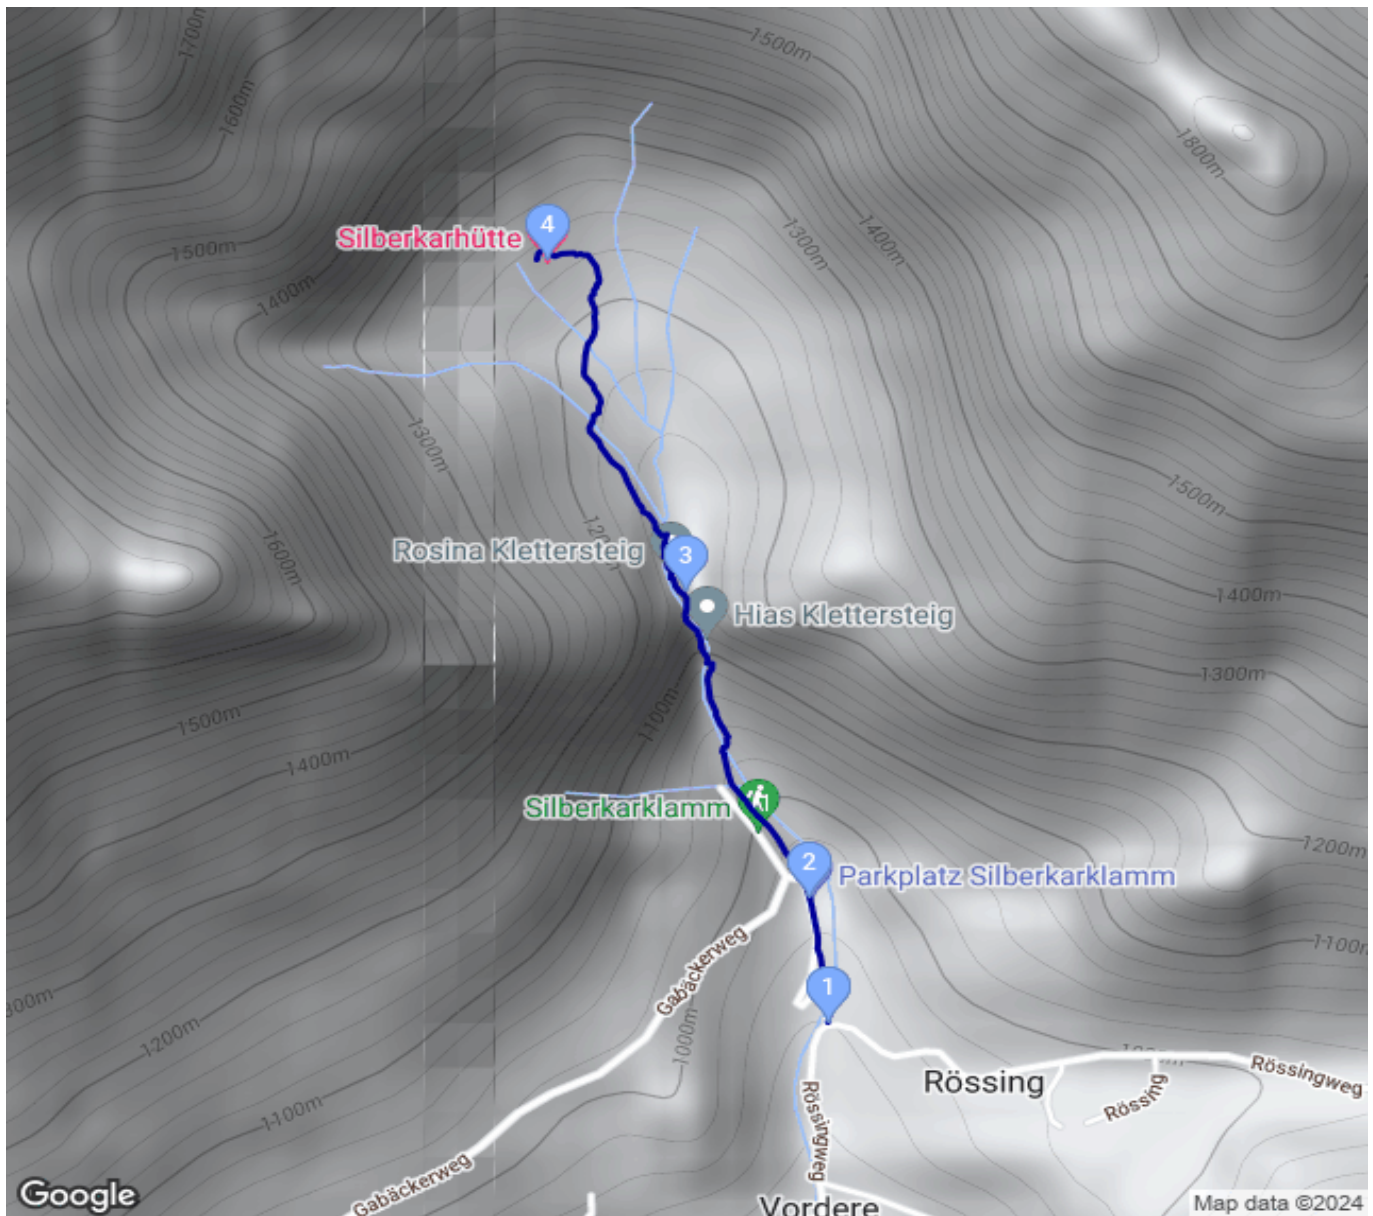 1700m
1500m
1600m
1800m
4
Silberkarhütte
1500m
1300m
1400m
1400m
1300m
1500m
1600m
Rosina Klettersteig
3
Hias Klettersteig
1400m
1300m
1100m
1500m
1400m
Silberkarklamm
1200m
2
Parkplatz Silberkarklamm
1100m
Gabäckerweg
1
1200m
1000m
Rössing
Rössingweg
Rössing
Rössingweg
1100m
Gabäckerweg
Vordere
Google
Map data ©2024